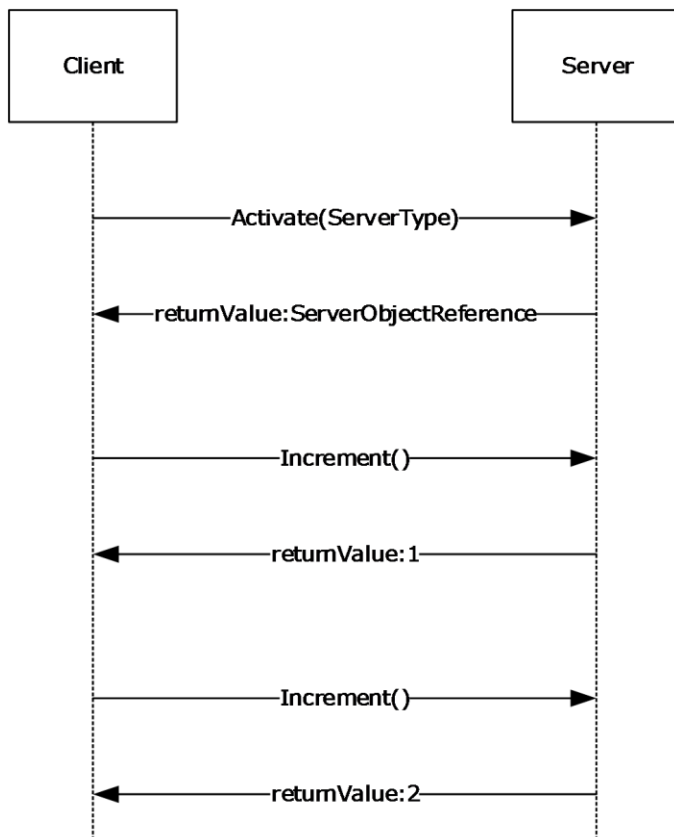 Client
Server
Activate(ServerType)
returnValue:ServerObjectReference
Increment()
returnValue:1
Increment()
returnValue:2